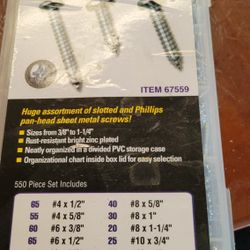 ITEM 67559
Huge assortment of slotted and Phillips
pan-head sheet metal screws!
■ Sizes from 3/8" to 1-1/4"
■ Rust-resistant bright zinc plated
■ Neatly organized in a divided PVC storage case
■ Organizational chart inside box lid for easy selection
550 Piece Set Includes
65 #4 x 1/2" 40 #8 x 5/8"
55 #4 x 5/8" 30 #8 x 1"
60 #6 x 3/8" 20 #8 x 1-1/4"
65 #6 x 1/2" 25 #10 x 3/4"